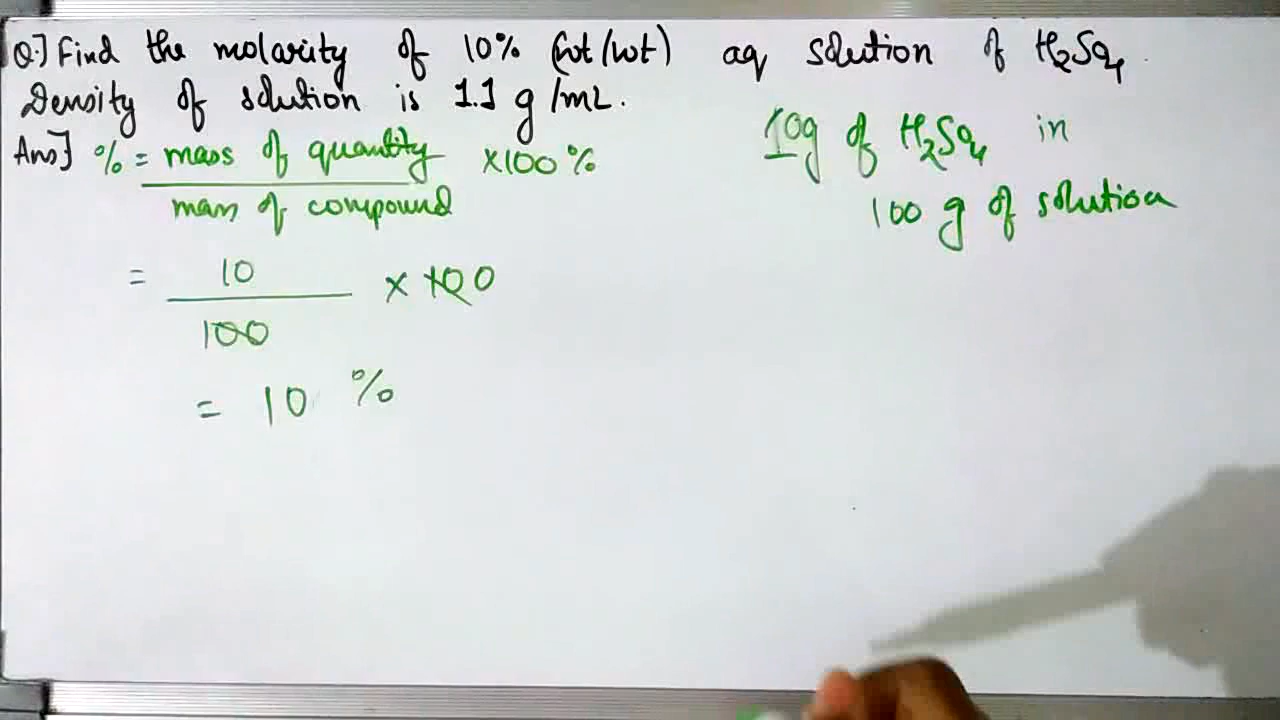 Q.] Find the molarity of 10% (wt/wt) aq solution of H₂SO₄.
Density of solution is 1.1 g/mL.
Ans] % = mass of quantity ×100%
mass of compound
= 10
100
× 100
= 10 %
10g of H₂SO₄ in
100 g of solution